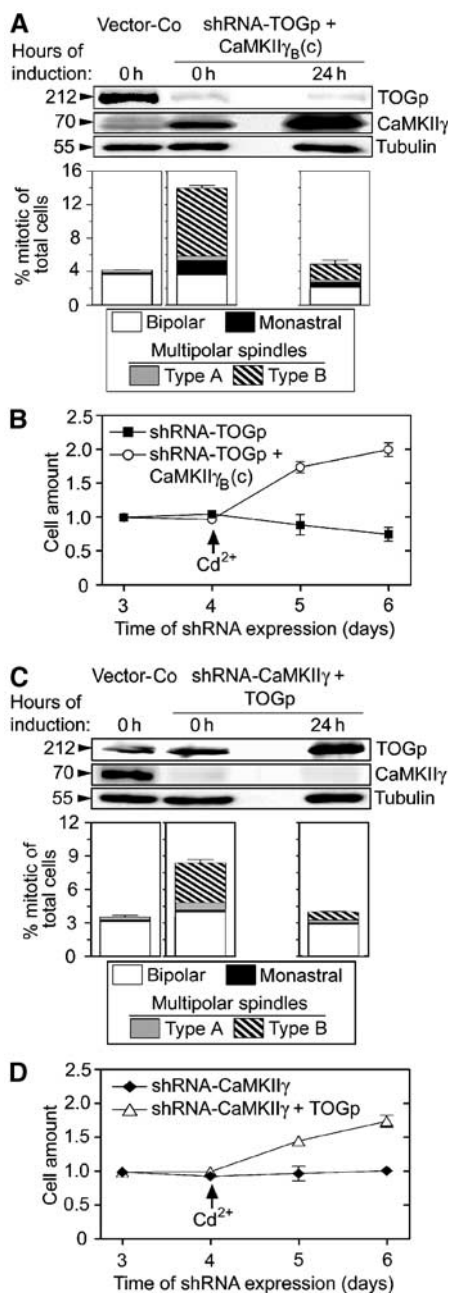 A
Vector-Co shRNA-TOGp +
CaMKIIγB(c)
Hours of
induction: 0 h 0 h 24 h
212 TOGp
70 CaMKIIγ
55 Tubulin
% mitotic of
total cells
16
12
8
4
0
Bipolar Monastral
Multipolar spindles
Type A Type B
B
Cell amount
2.5
2.0
1.5
1.0
0.5
0
shRNA-TOGp
shRNA-TOGp +
CaMKIIγB(c)
Cd2+
3 4 5 6
Time of shRNA expression (days)
C
Vector-Co shRNA-CaMKIIγ +
TOGp
Hours of
induction: 0 h 0 h 24 h
212 TOGp
70 CaMKIIγ
55 Tubulin
% mitotic of
total cells
12
9
6
3
0
Bipolar Monastral
Multipolar spindles
Type A Type B
D
Cell amount
2.5
2.0
1.5
1.0
0.5
0
shRNA-CaMKIIγ
shRNA-CaMKIIγ + TOGp
Cd2+
3 4 5 6
Time of shRNA expression (days)